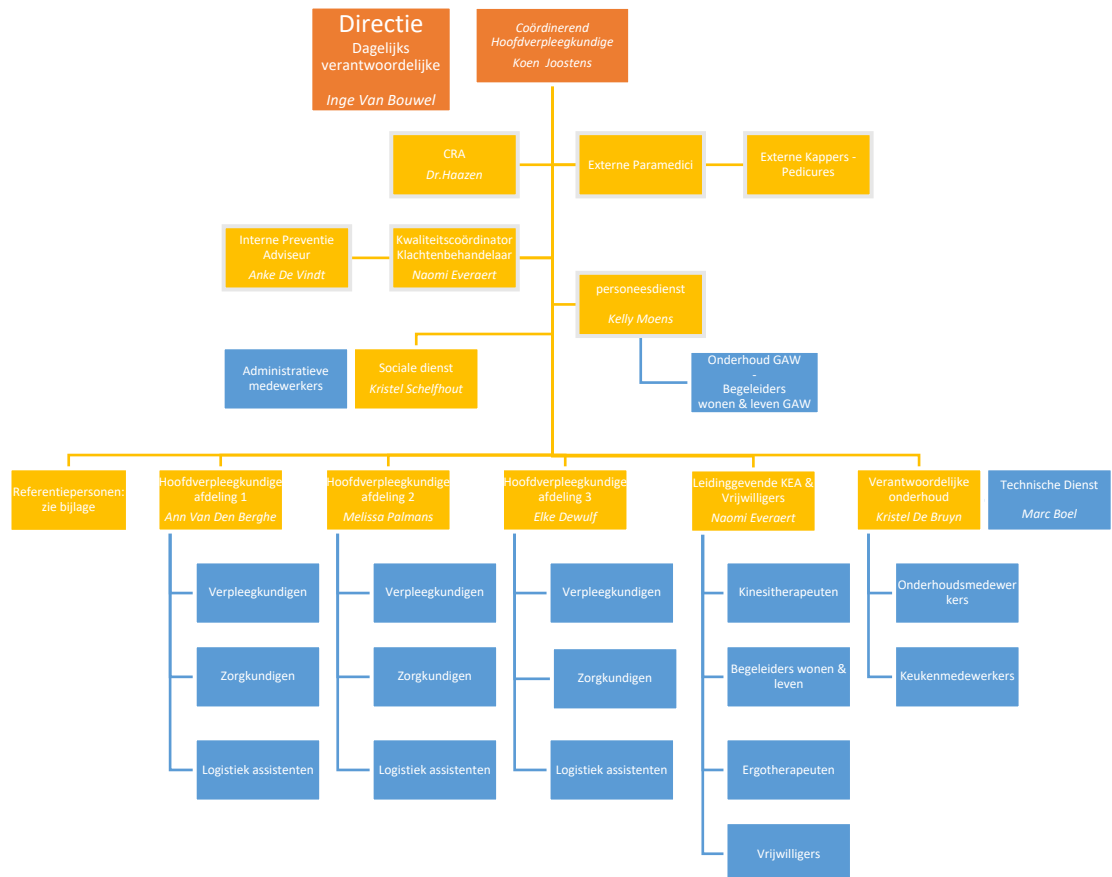 Directie
Dagelijks
verantwoordelijke
Inge Van Bouwel
Coördinerend
Hoofdverpleegkundige
Koen Joostens
CRA
Dr.Haazen
Externe Paramedici
Externe Kappers -
Pedicures
Interne Preventie
Adviseur
Anke De Vindt
Kwaliteitscoördinator
Klachtenbehandelaar
Naomi Everaert
personeesdienst
Kelly Moens
Administratieve
medewerkers
Sociale dienst
Kristel Schelfhout
Onderhoud GAW
-
Begeleiders
wonen & leven GAW
Referentiepersonen:
zie bijlage
Hoofdverpleegkundige
afdeling 1
Ann Van Den Berghe
Hoofdverpleegkundige
afdeling 2
Melissa Palmans
Hoofdverpleegkundige
afdeling 3
Elke Dewulf
Leidinggevende KEA &
Vrijwilligers
Naomi Everaert
Verantwoordelijke
onderhoud
Kristel De Bruyn
Technische Dienst
Marc Boel
Verpleegkundigen
Verpleegkundigen
Verpleegkundigen
Kinesitherapeuten
Onderhoudsmedewer
kers
Zorgkundigen
Zorgkundigen
Zorgkundigen
Begeleiders wonen &
leven
Keukenmedewerkers
Logistiek assistenten
Logistiek assistenten
Logistiek assistenten
Ergotherapeuten
Vrijwilligers